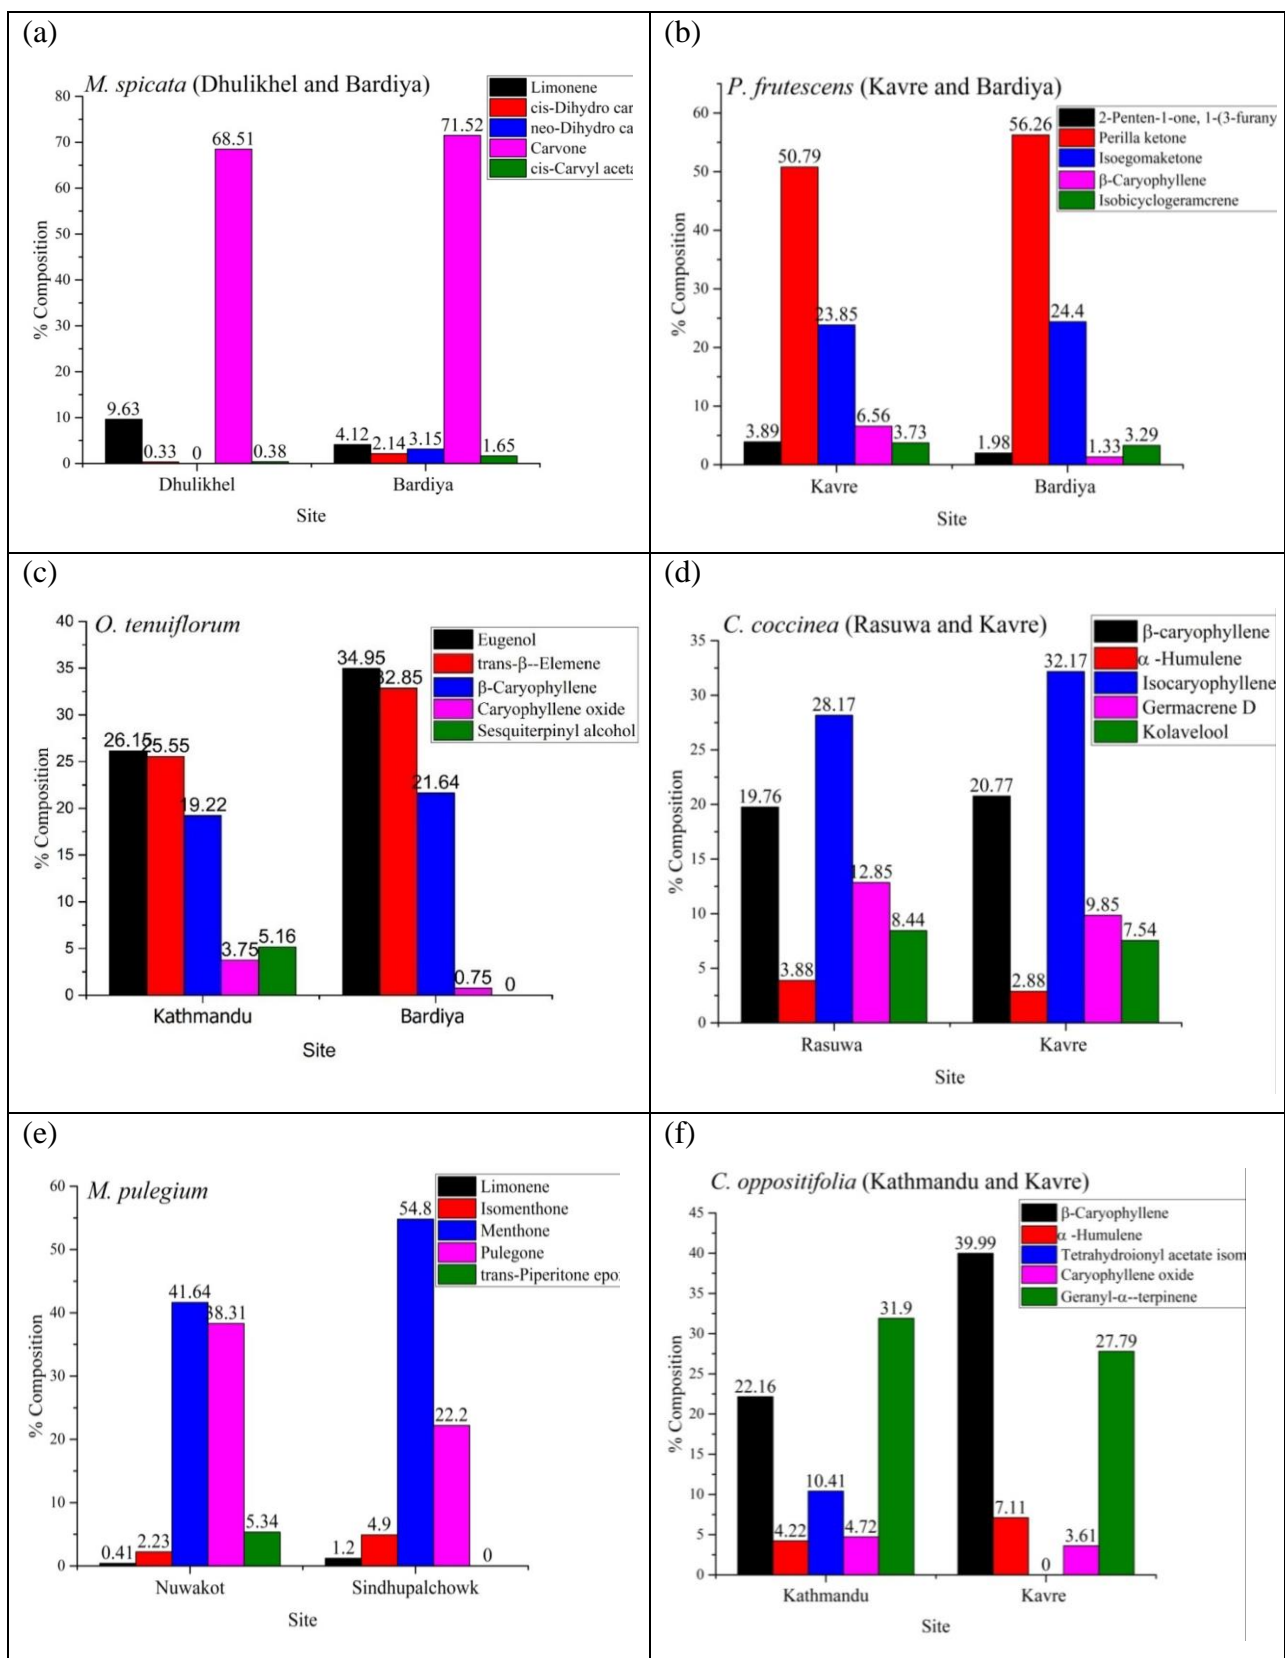 (a)
M. spicata (Dhulikhel and Bardiya)
Limonene
cis-Dihydro car
neo-Dihydro ca
Carvone
cis-Carvyl aceta
% Composition
80
70
60
50
40
30
20
10
0
9.63
0.33
0
68.51
0.38
4.12
2.14
3.15
71.52
1.65
Dhulikhel
Bardiya
Site
(b)
P. frutescens (Kavre and Bardiya)
2-Penten-1-one, 1-(3-furany
Perilla ketone
Isoegomaketone
β-Caryophyllene
Isobicyclogeramcrene
% Composition
60
50
40
30
20
10
0
3.89
50.79
23.85
6.56
3.73
1.98
56.26
24.4
1.33
3.29
Kavre
Bardiya
Site
(c)
O. tenuiflorum
Eugenol
trans-β--Elemene
β-Caryophyllene
Caryophyllene oxide
Sesquiterpinyl alcohol
% Composition
40
35
30
25
20
15
10
5
0
26.15
25.55
19.22
3.75
5.16
34.95
32.85
21.64
0.75
0
Kathmandu
Bardiya
Site
(d)
C. coccinea (Rasuwa and Kavre)
β-caryophyllene
α -Humulene
Isocaryophyllene
Germacrene D
Kolavelool
% Composition
35
30
25
20
15
10
5
0
19.76
3.88
28.17
12.85
8.44
20.77
2.88
32.17
9.85
7.54
Rasuwa
Kavre
Site
(e)
M. pulegium
Limonene
Isomenthone
Menthone
Pulegone
trans-Piperitone epo
% Composition
60
50
40
30
20
10
0
0.41
2.23
41.64
38.31
5.34
1.2
4.9
54.8
22.2
0
Nuwakot
Sindhupalchowk
Site
(f)
C. oppositifolia (Kathmandu and Kavre)
β-Caryophyllene
α -Humulene
Tetrahydroionyl acetate isom
Caryophyllene oxide
Geranyl-α--terpinene
% Composition
45
40
35
30
25
20
15
10
5
0
22.16
4.22
10.41
4.72
31.9
39.99
7.11
0
3.61
27.79
Kathmandu
Kavre
Site